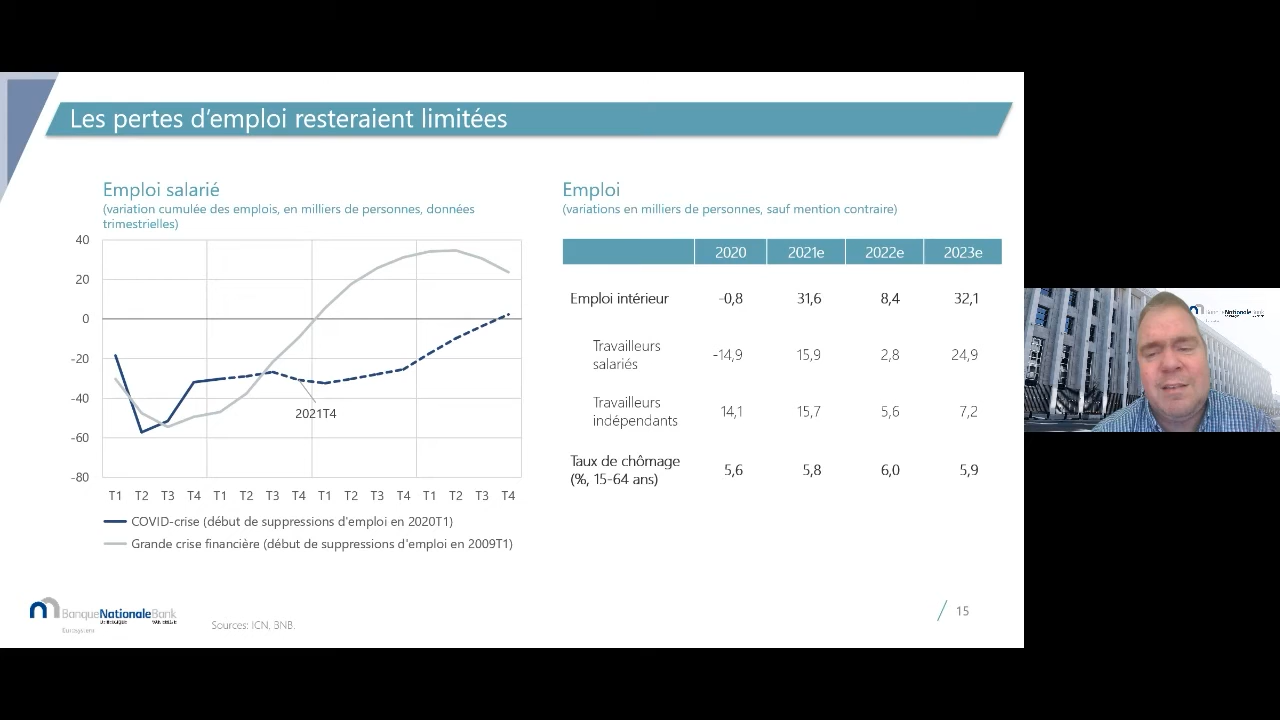 Les pertes d'emploi resteraient limitées
Emploi salarié
(variation cumulée des emplois, en milliers de personnes, données
trimestrielles)
40
20
0
-20
-40
-60
-80
2021T4
T1 T2 T3 T4 T1 T2 T3 T4 T1 T2 T3 T4 T1 T2 T3 T4
COVID-crise (début de suppressions d'emploi en 2020T1)
Grande crise financière (début de suppressions d'emploi en 2009T1)
Emploi
(variations en milliers de personnes, sauf mention contraire)
2020 2021e 2022e 2023e
Emploi intérieur -0,8 31,6 8,4 32,1
Travailleurs
salariés -14,9 15,9 2,8 24,9
Travailleurs
indépendants 14,1 15,7 5,6 7,2
Taux de chômage
(%, 15-64 ans) 5,6 5,8 6,0 5,9
BanqueNationaleBank
Eurosysteem
Sources: ICN, BNB.
15
BanqueNationaleBank